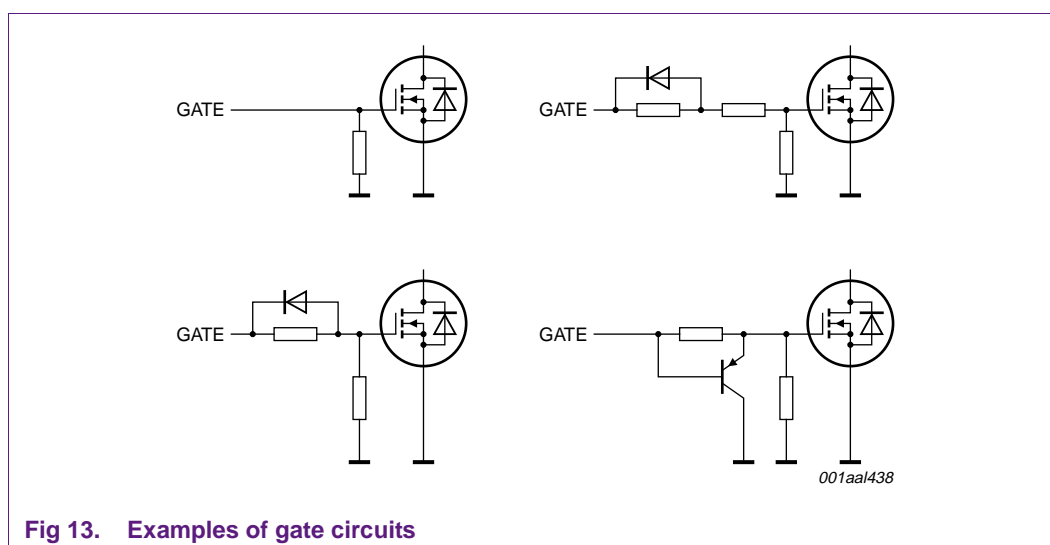 GATE
GATE
GATE
GATE
001aal438
Fig 13. Examples of gate circuits